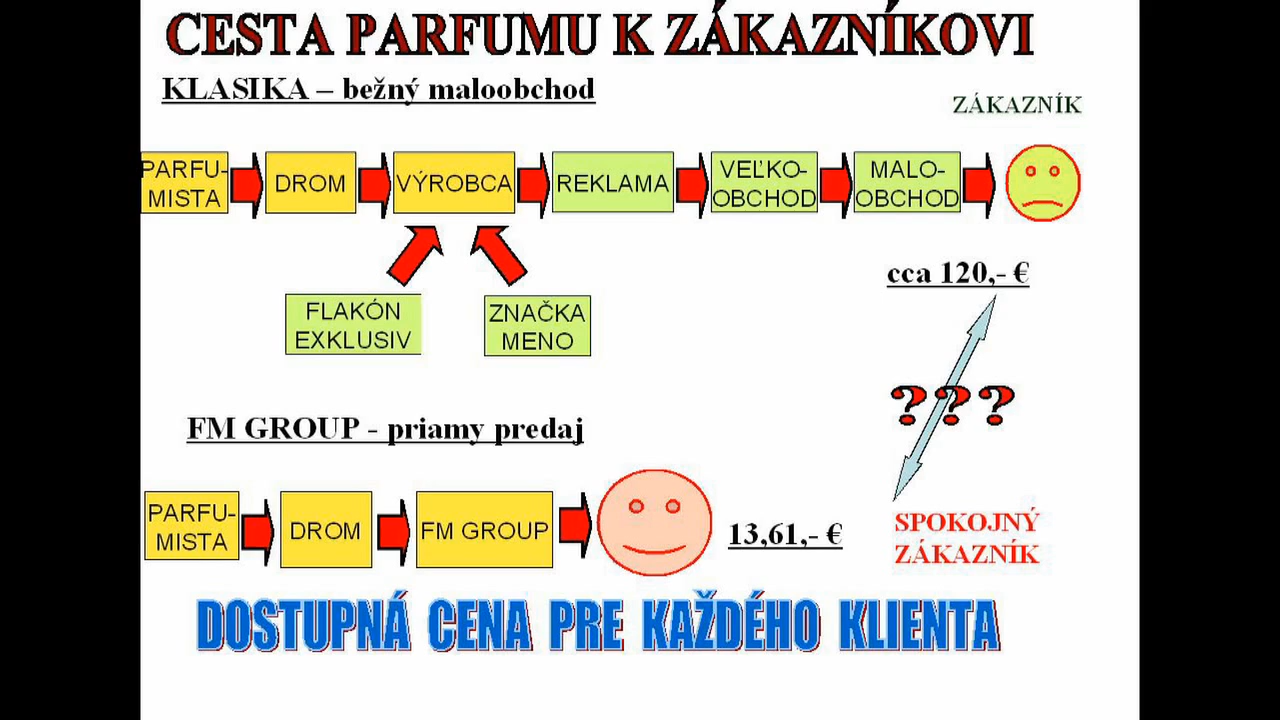 CESTA PARFUMU K ZÁKAZNÍKOVI
KLASIKA – bežný maloobchod
ZÁKAZNÍK
PARFU-
MISTA
DROM
VÝROBCA
REKLAMA
VEĽKO-
OBCHOD
MALO-
OBCHOD
FLAKÓN
EXKLUSIV
ZNAČKA
MENO
cca 120,- €
???
FM GROUP - priamy predaj
PARFU-
MISTA
DROM
FM GROUP
13,61,- €
SPOKOJNÝ
ZÁKAZNÍK
DOSTUPNÁ CENA PRE KAŽDÉHO KLIENTA